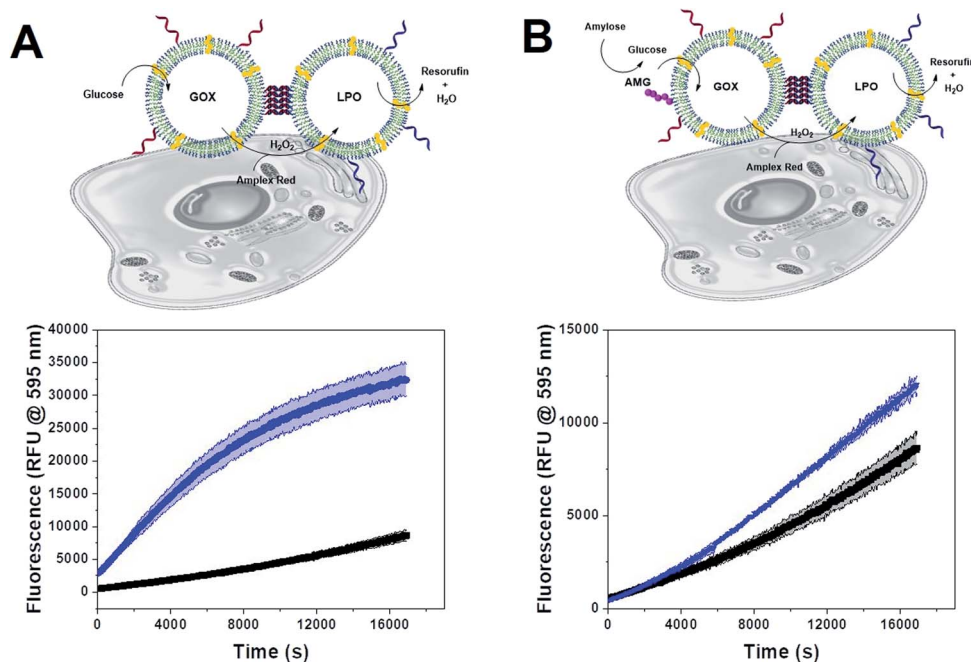 A
Glucose
GOX
LPO
Resorufin
+
H2O
H2O2
Amplex Red
B
Amylose
Glucose
AMG
GOX
LPO
Resorufin
+
H2O
H2O2
Amplex Red
Fluorescence (RFU @ 595 nm)
40000
35000
30000
25000
20000
15000
10000
5000
0
0 4000 8000 12000 16000
Time (s)
Fluorescence (RFU @ 595 nm)
15000
10000
5000
0
0 4000 8000 12000 16000
Time (s)